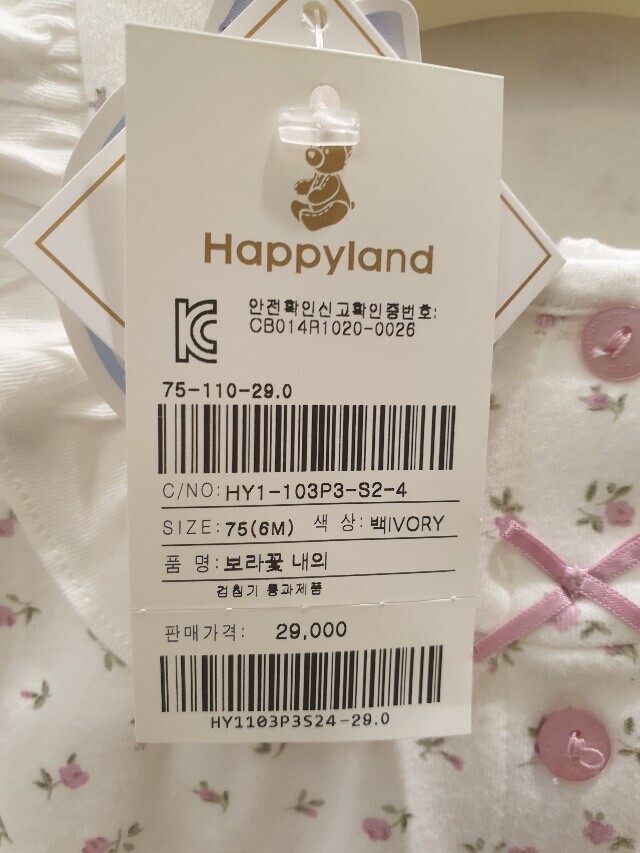 Happyland
안전확인신고확인증번호:
CB014R1020-0026
75-110-29.0
C/NO: HY1-103P3-S2-4
SIZE: 75(6M) 색 상: 백IVORY
품 명: 보라꽃 내의
검침기 통과제품
판매가격: 29,000
HY1103P3S24-29.0